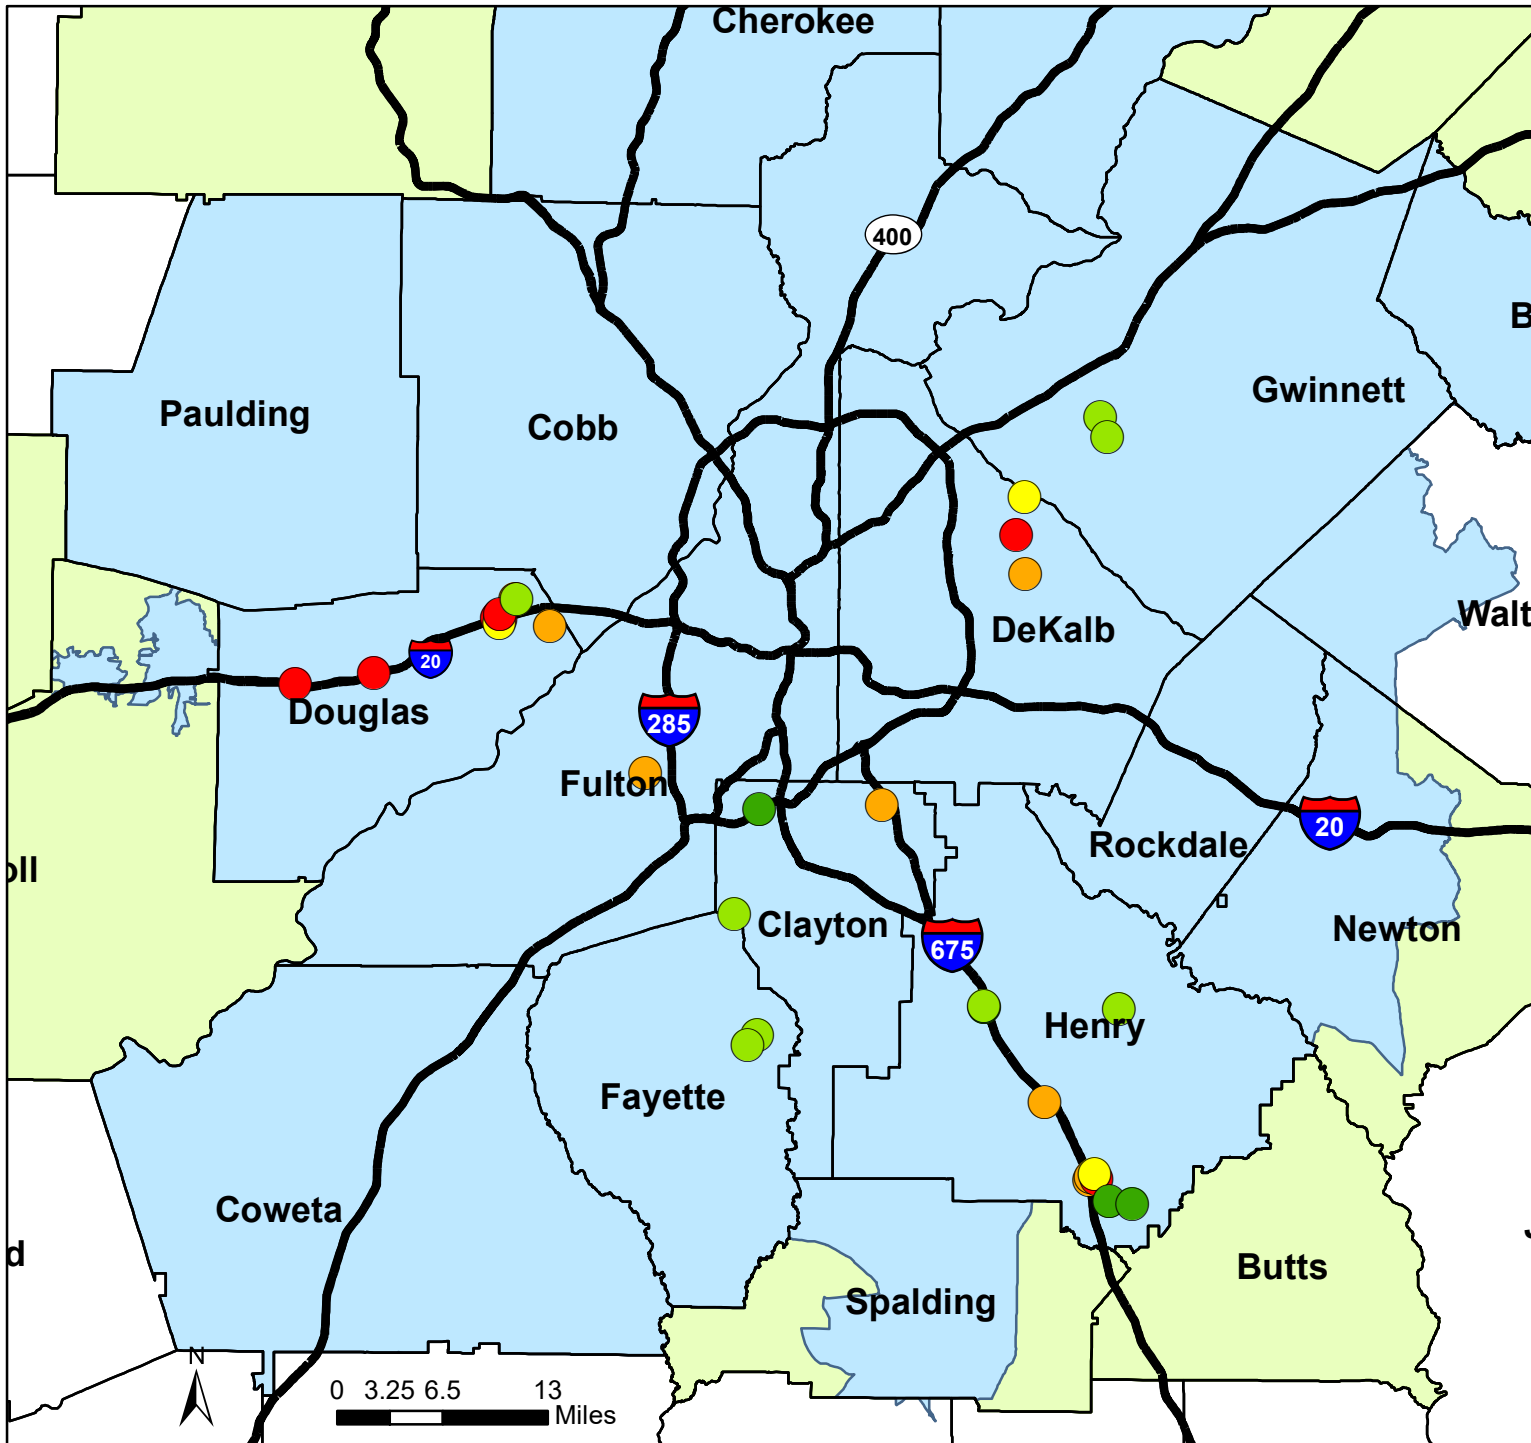 Cherokee
400
B
Gwinnett
Paulding
Cobb
Walt
DeKalb
20
Douglas
285
Fulton
20
Rockdale
oll
Clayton
Newton
675
Henry
Fayette
Coweta
d
Butts
Spalding
N
0 3.25 6.5 13
Miles